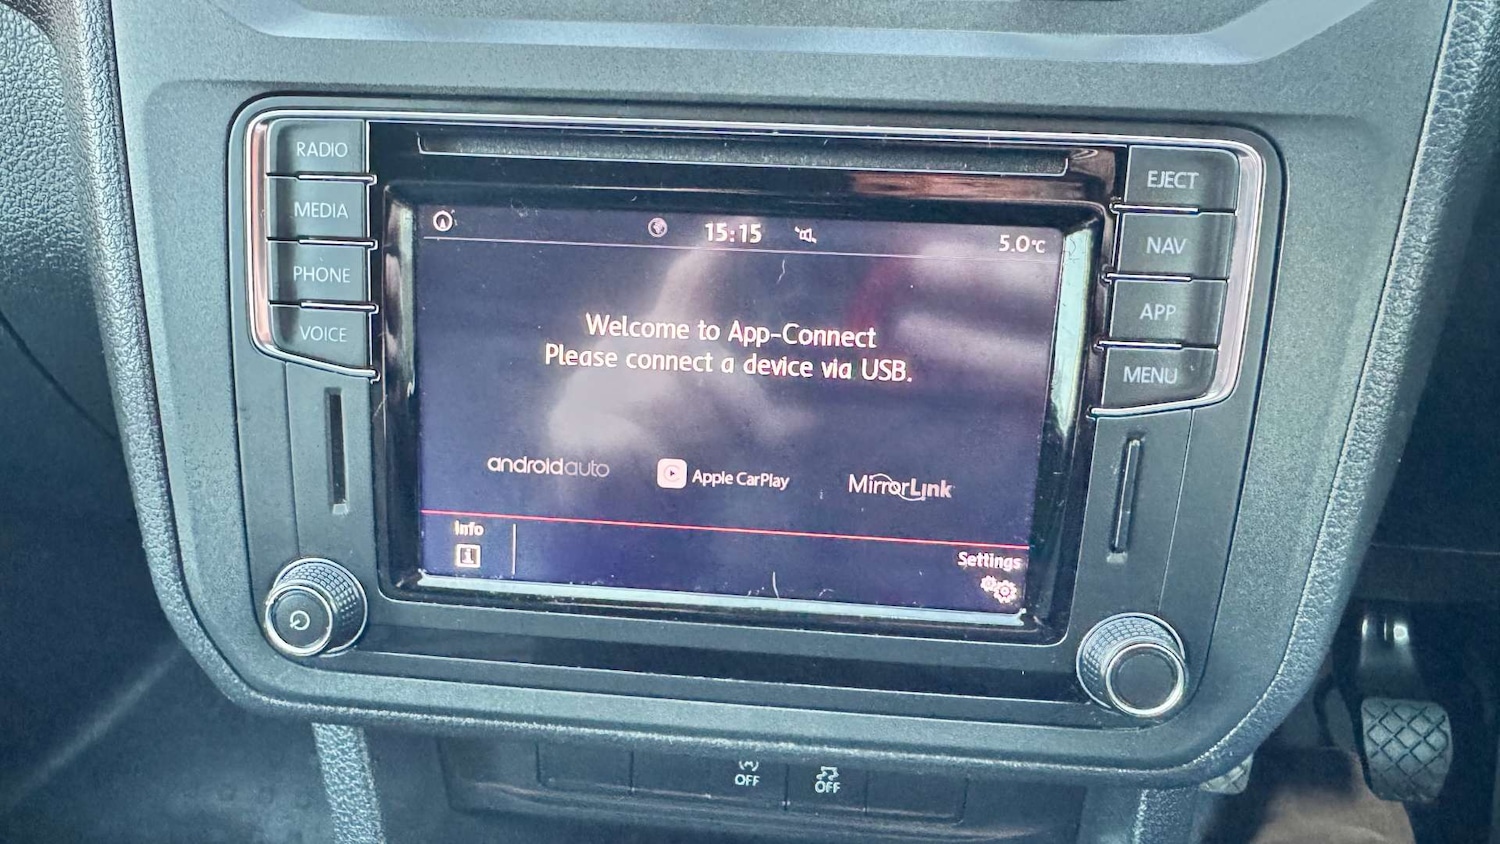 RADIO
MEDIA
PHONE
VOICE
EJECT
NAV
APP
MENU
15:15
5.0°C
Welcome to App-Connect
Please connect a device via USB.
androidauto
Apple CarPlay
MirrorLink
Info
i
Settings
OFF
OFF